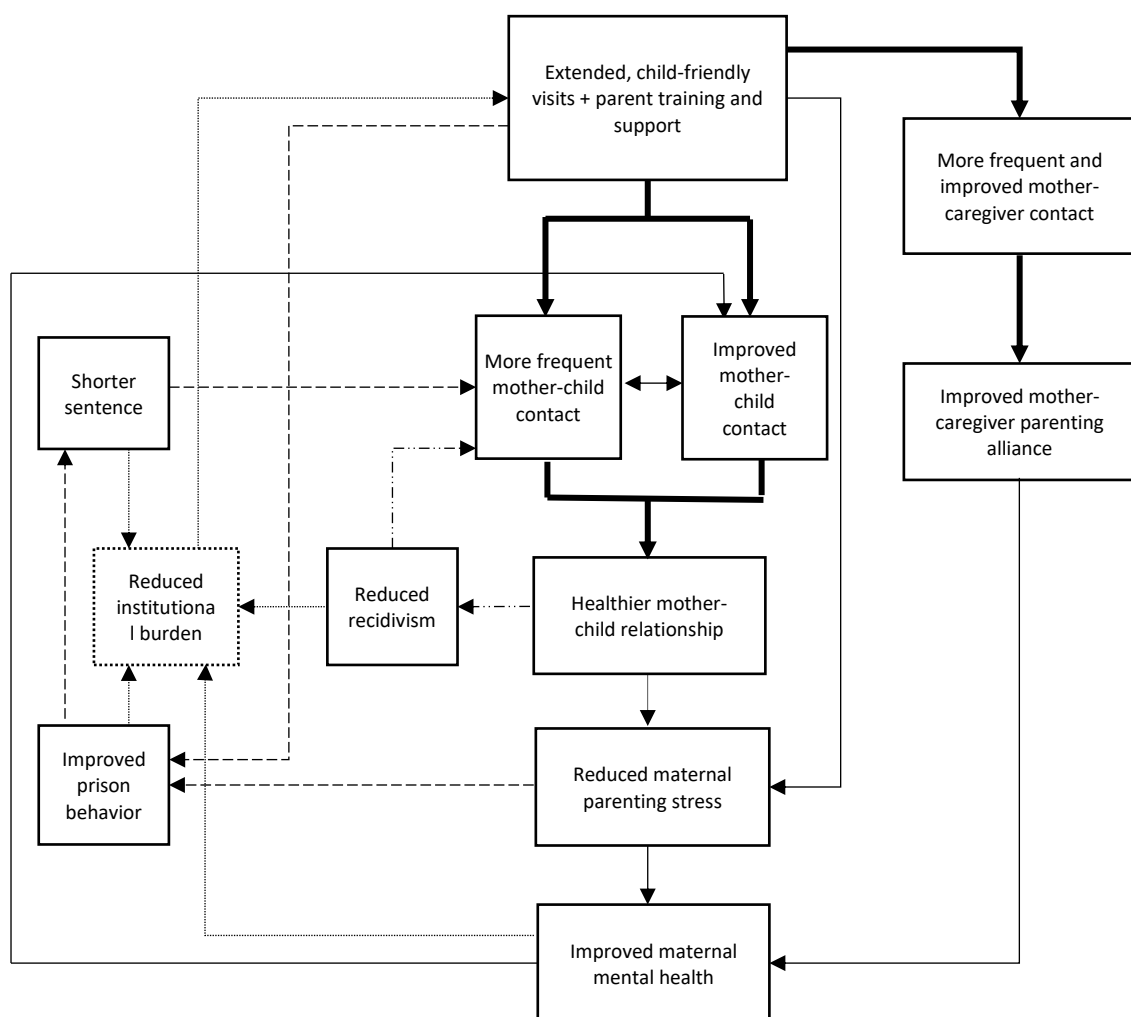 Extended, child-friendly
visits + parent training and
support
More frequent and
improved mother-
caregiver contact
More frequent
mother-child
contact
Improved
mother-
child
contact
Shorter
sentence
Improved mother-
caregiver parenting
alliance
Reduced
institutiona
l burden
Reduced
recidivism
Healthier mother-
child relationship
Improved
prison
behavior
Reduced maternal
parenting stress
Improved maternal
mental health